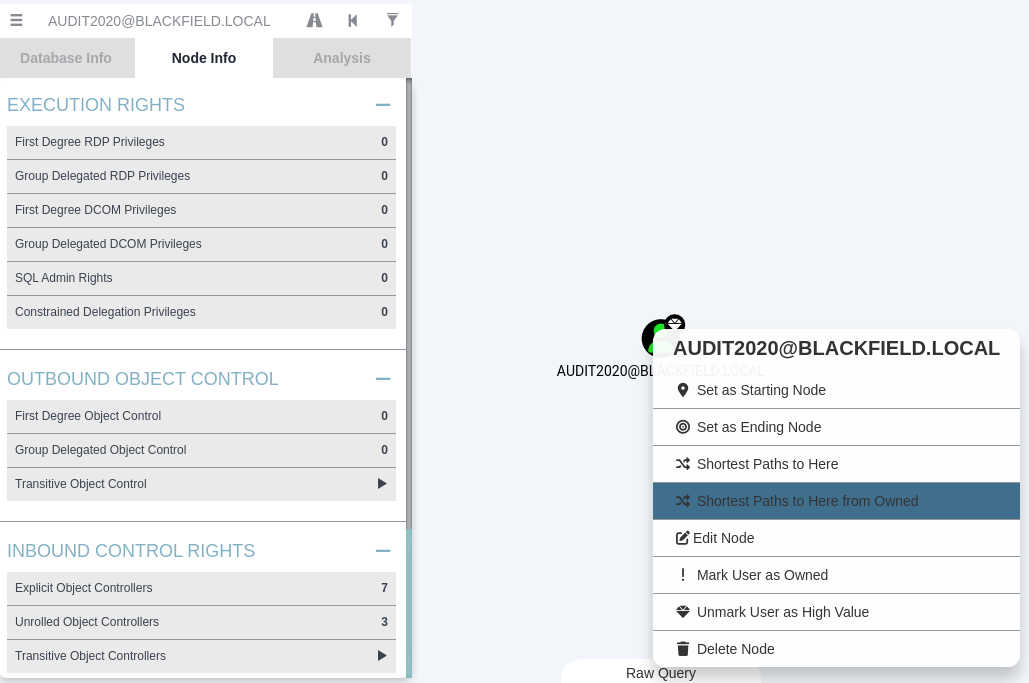 AUDIT2020@BLACKFIELD.LOCAL
Database Info
Node Info
Analysis
EXECUTION RIGHTS
First Degree RDP Privileges 0
Group Delegated RDP Privileges 0
First Degree DCOM Privileges 0
Group Delegated DCOM Privileges 0
SQL Admin Rights 0
Constrained Delegation Privileges 0
OUTBOUND OBJECT CONTROL
First Degree Object Control 0
Group Delegated Object Control 0
Transitive Object Control
INBOUND CONTROL RIGHTS
Explicit Object Controllers 7
Unrolled Object Controllers 3
Transitive Object Controllers
AUDIT2020@BLACKFIELD.LOCAL
AUDIT2020@BLACKFIELD.LOCAL
Set as Starting Node
Set as Ending Node
Shortest Paths to Here
Shortest Paths to Here from Owned
Edit Node
Mark User as Owned
Unmark User as High Value
Delete Node
Raw Query